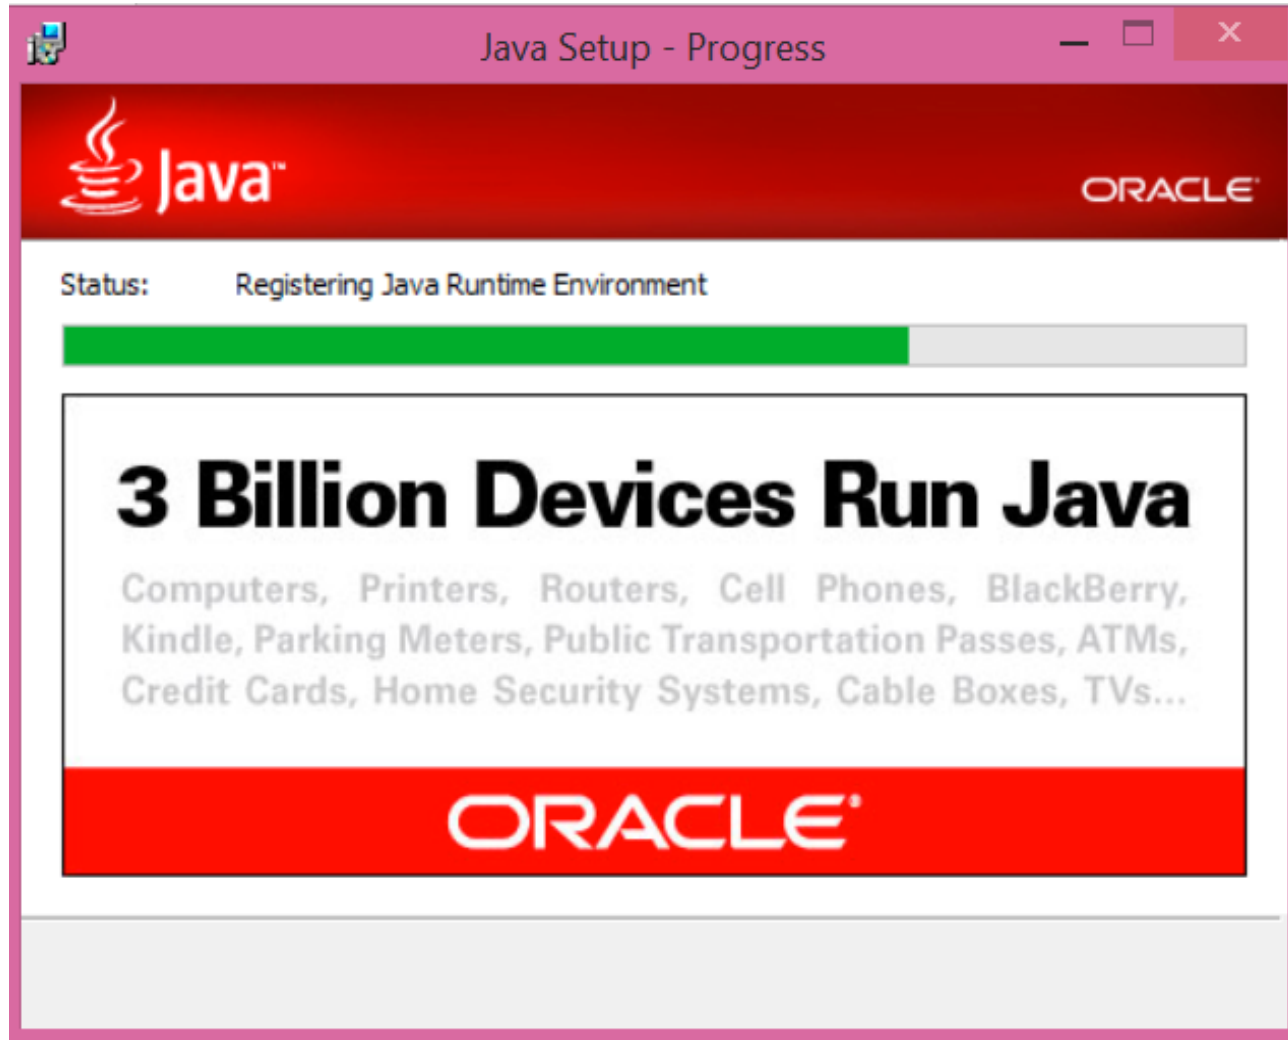 Java Setup - Progress
Java™
ORACLE®
Status: Registering Java Runtime Environment
3 Billion Devices Run Java
Computers, Printers, Routers, Cell Phones, BlackBerry,
Kindle, Parking Meters, Public Transportation Passes, ATMs,
Credit Cards, Home Security Systems, Cable Boxes, TVs...
ORACLE®